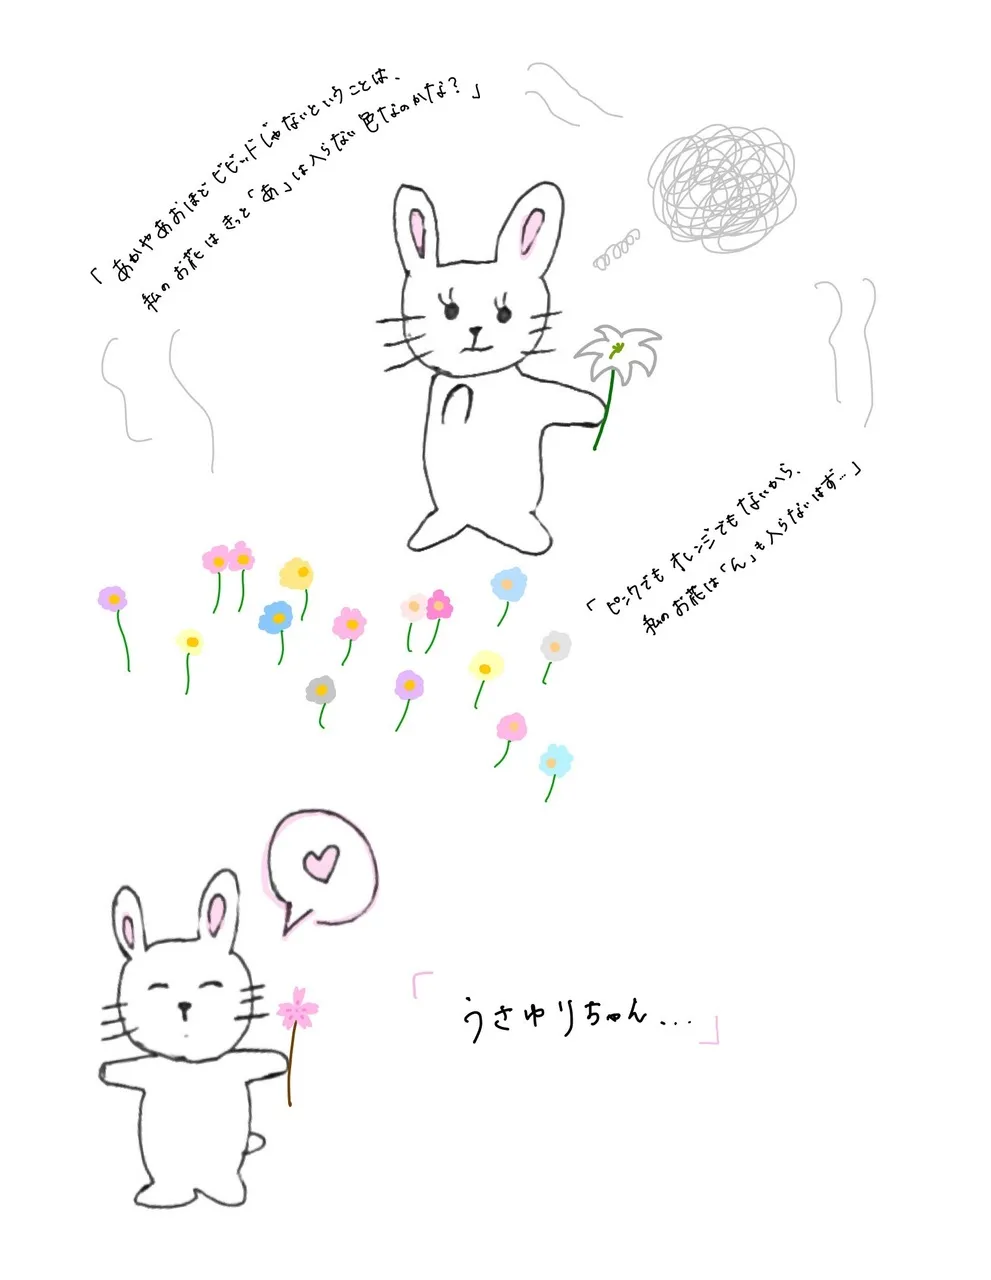 「あかやあおほどビビッドじゃないということは、
私のお花はきっと「あ」は入らない色なのかな？」
「ピンクでもオレンジでもないから、
私のお花は「ん」も入らないはず…」
「うさゆりちゃん…」